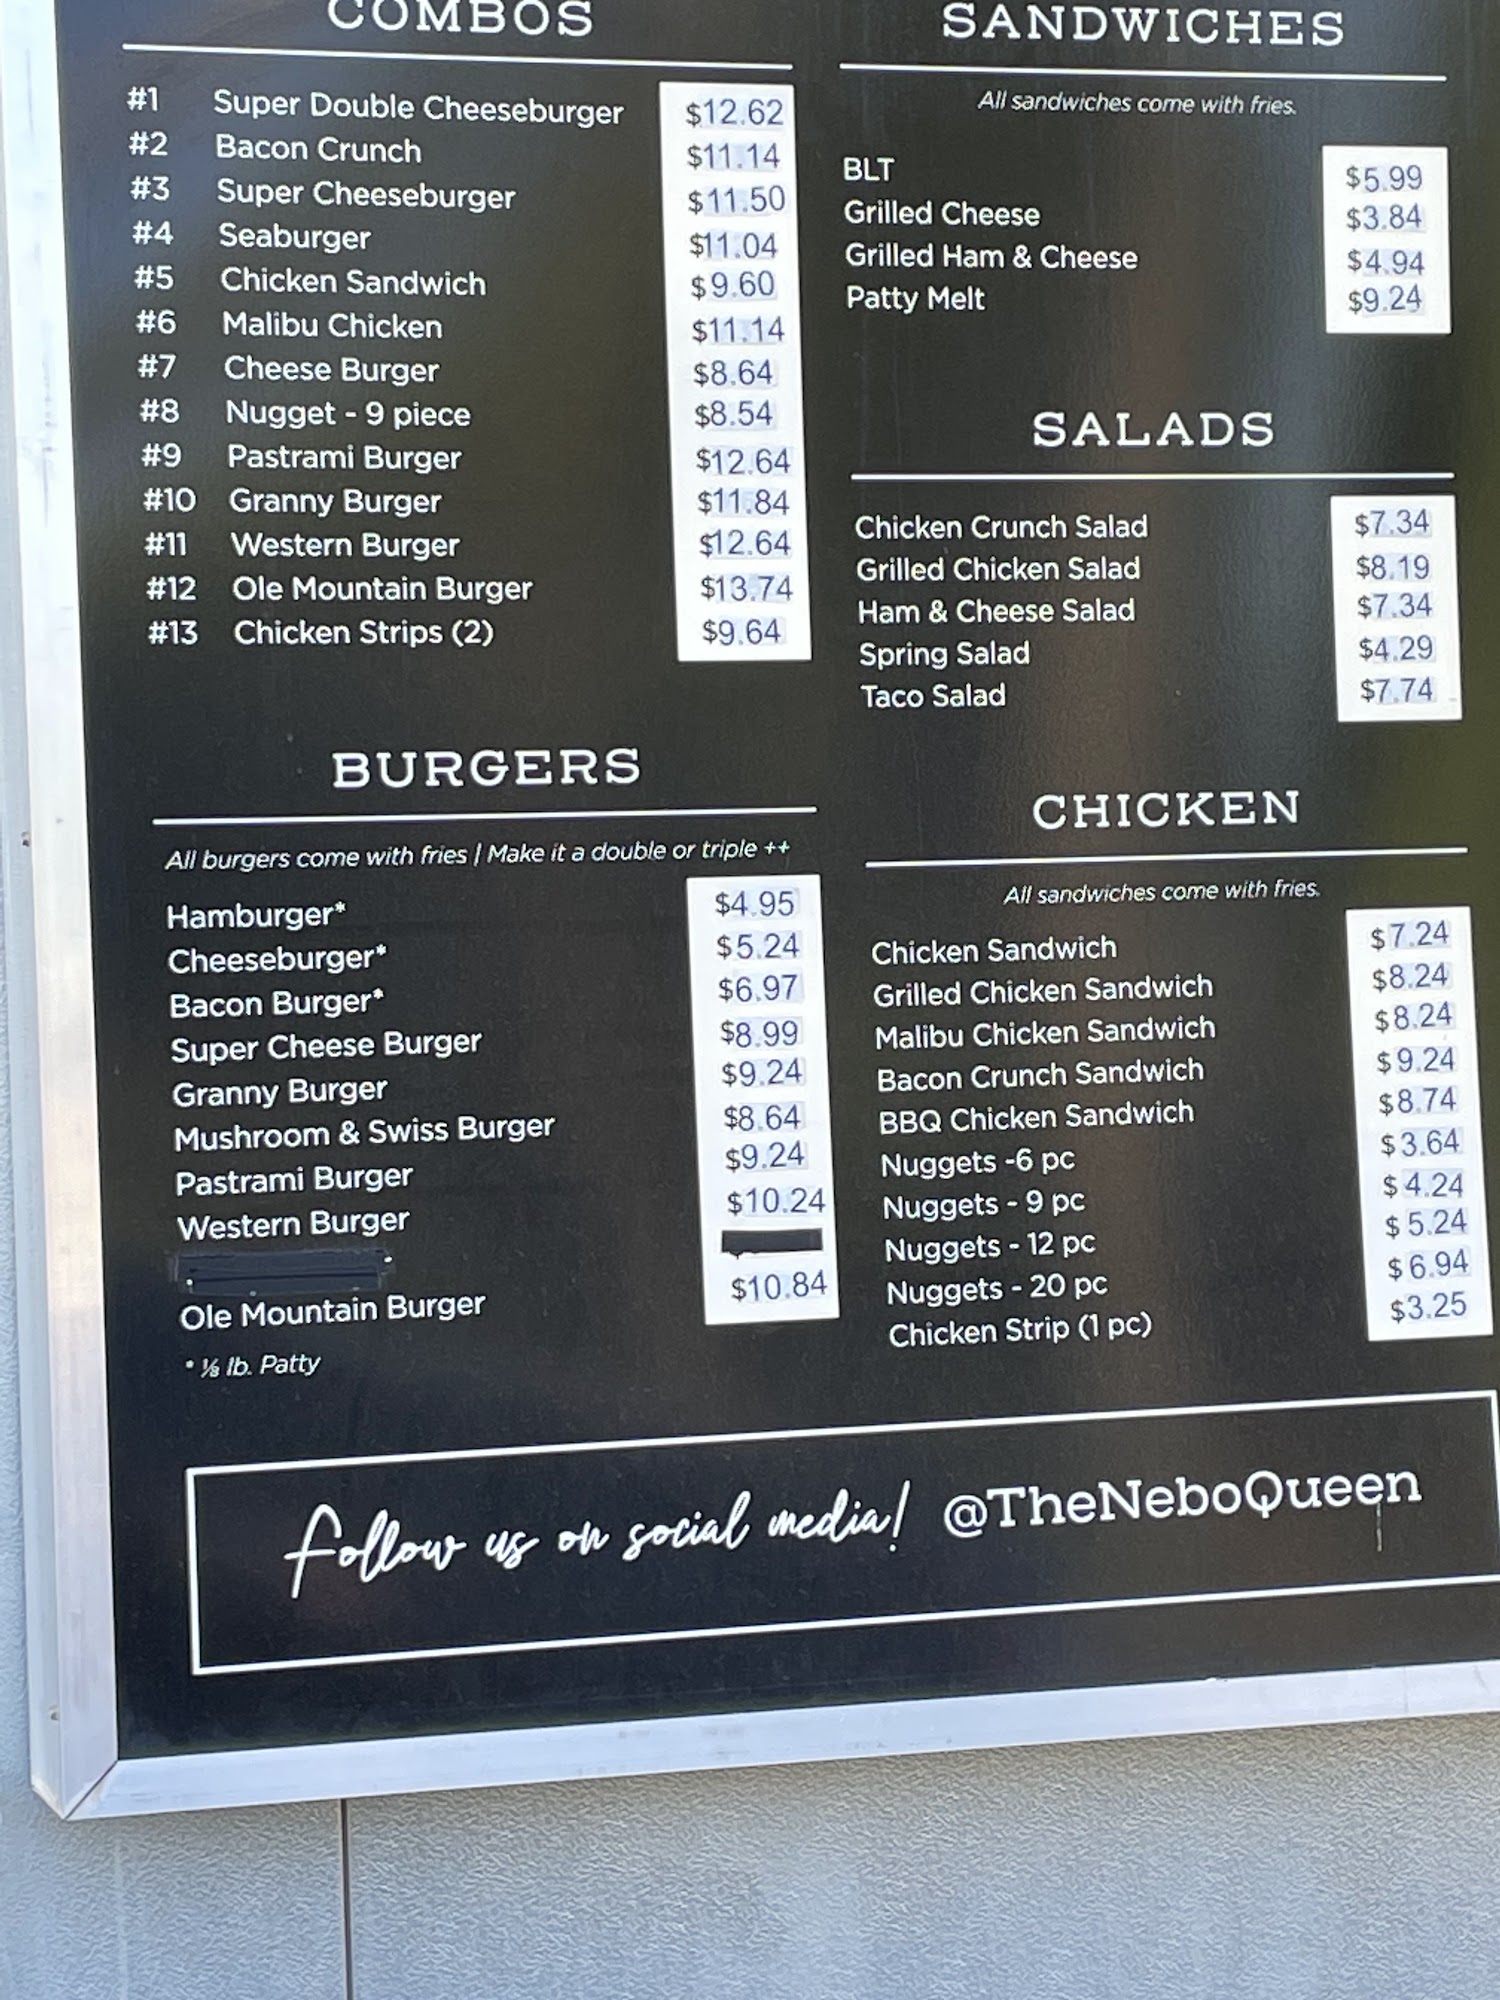 COMBOS
#1 Super Double Cheeseburger $12.62
#2 Bacon Crunch $11.14
#3 Super Cheeseburger $11.50
#4 Seaburger $11.04
#5 Chicken Sandwich $9.60
#6 Malibu Chicken $11.14
#7 Cheese Burger $8.64
#8 Nugget - 9 piece $8.54
#9 Pastrami Burger $12.64
#10 Granny Burger $11.84
#11 Western Burger $12.64
#12 Ole Mountain Burger $13.74
#13 Chicken Strips (2) $9.64
BURGERS
All burgers come with fries | Make it a double or triple ++
Hamburger* $4.95
Cheeseburger* $5.24
Bacon Burger* $6.97
Super Cheese Burger $8.99
Granny Burger $9.24
Mushroom & Swiss Burger $8.64
Pastrami Burger $9.24
Western Burger $10.24
Ole Mountain Burger $10.84
* ⅛ lb. Patty
SANDWICHES
All sandwiches come with fries.
BLT $5.99
Grilled Cheese $3.84
Grilled Ham & Cheese $4.94
Patty Melt $9.24
SALADS
Chicken Crunch Salad $7.34
Grilled Chicken Salad $8.19
Ham & Cheese Salad $7.34
Spring Salad $4.29
Taco Salad $7.74
CHICKEN
All sandwiches come with fries.
Chicken Sandwich $7.24
Grilled Chicken Sandwich $8.24
Malibu Chicken Sandwich $8.24
Bacon Crunch Sandwich $9.24
BBQ Chicken Sandwich $8.74
Nuggets -6 pc $3.64
Nuggets - 9 pc $4.24
Nuggets - 12 pc $5.24
Nuggets - 20 pc $6.94
Chicken Strip (1 pc) $3.25
Follow us on social media! @TheNeboQueen